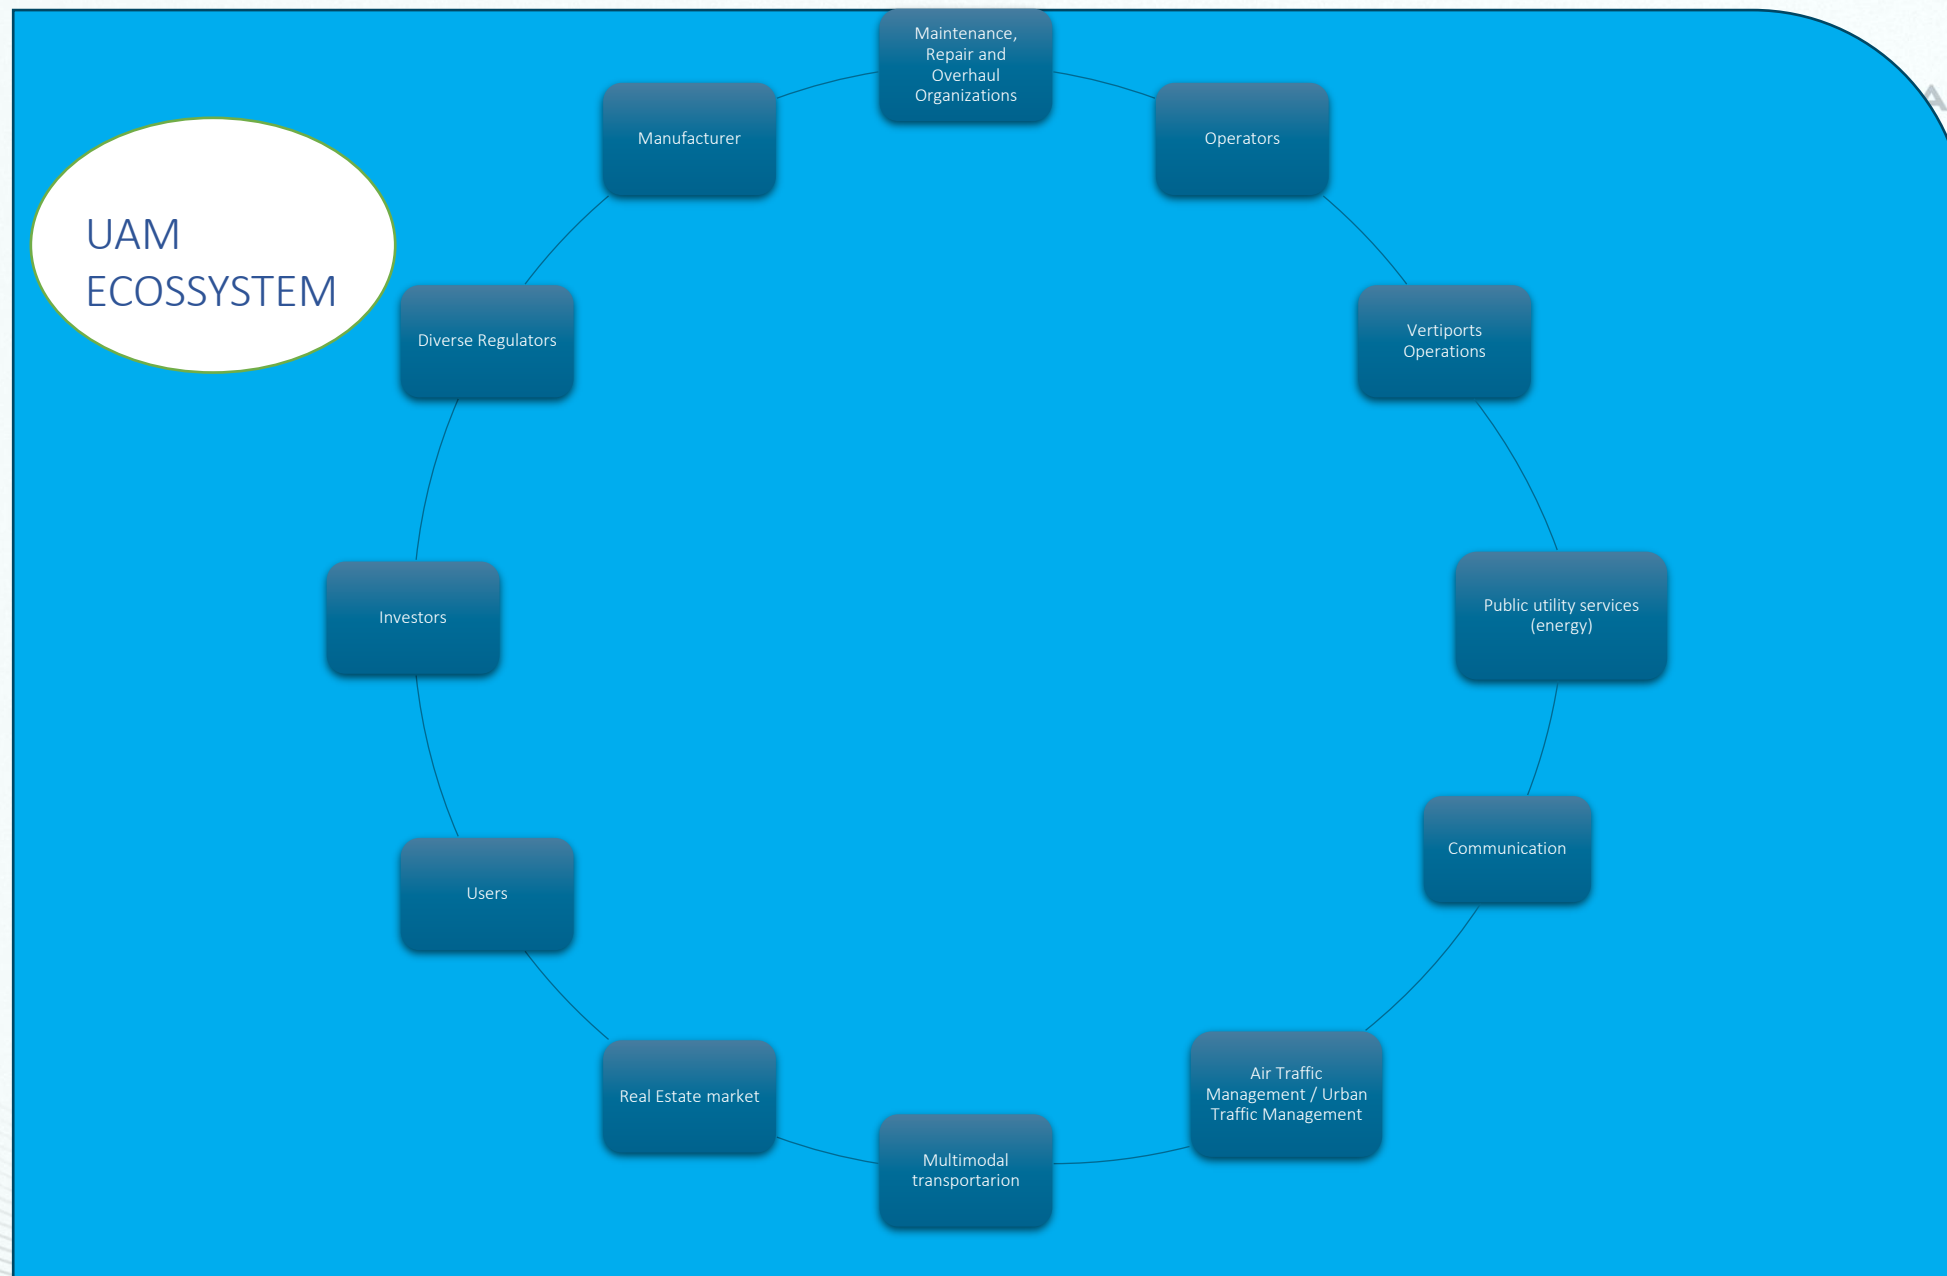 UAM
ECOSSYSTEM
Maintenance,
Repair and
Overhaul
Organizations
Operators
Vertiports
Operations
Public utility services
(energy)
Communication
Air Traffic
Management / Urban
Traffic Management
Multimodal
transportarion
Real Estate market
Users
Investors
Diverse Regulators
Manufacturer